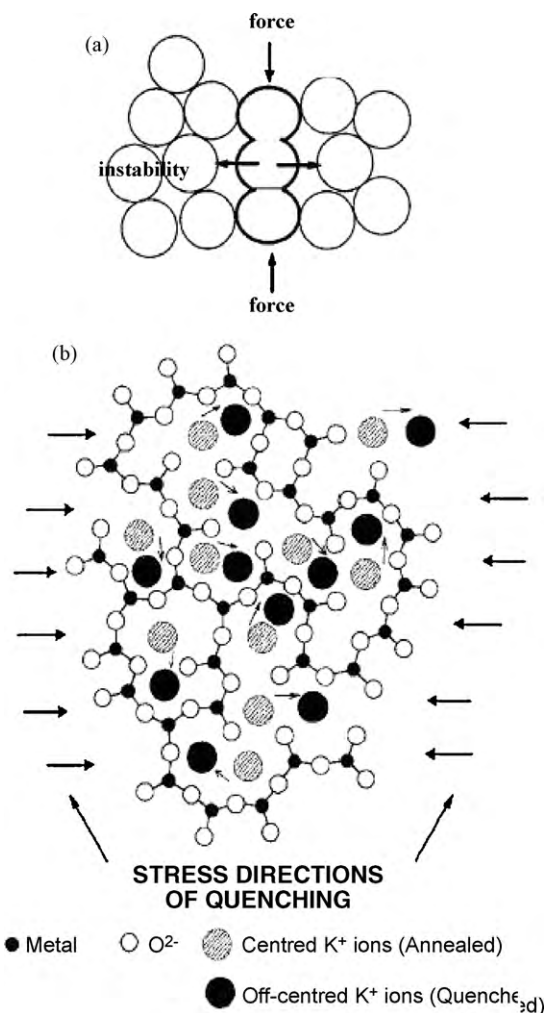 (a)
force
instability
force
(b)
STRESS DIRECTIONS
OF QUENCHING
Metal O²⁻ Centred K⁺ ions (Annealed)
Off-centred K⁺ ions (Quenched)